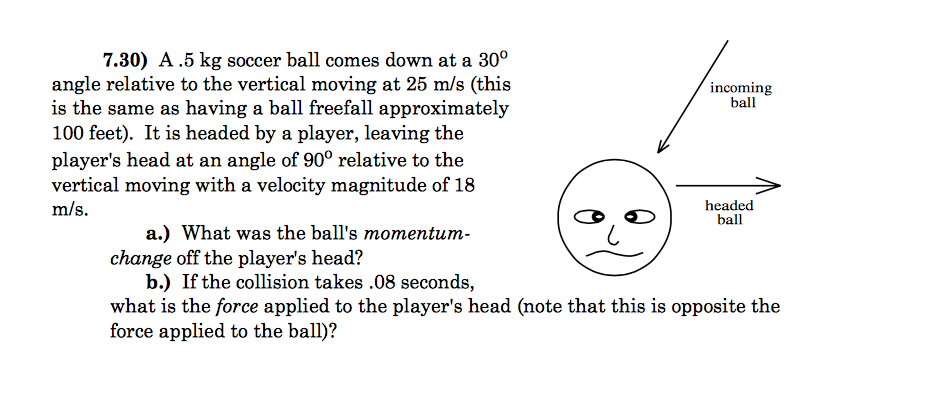 7.30) A .5 kg soccer ball comes down at a 30º
angle relative to the vertical moving at 25 m/s (this
is the same as having a ball freefall approximately
100 feet). It is headed by a player, leaving the
player's head at an angle of 90º relative to the
vertical moving with a velocity magnitude of 18
m/s.
a.) What was the ball's momentum-
change off the player's head?
b.) If the collision takes .08 seconds,
what is the force applied to the player's head (note that this is opposite the
force applied to the ball)?
incoming
ball
headed
ball